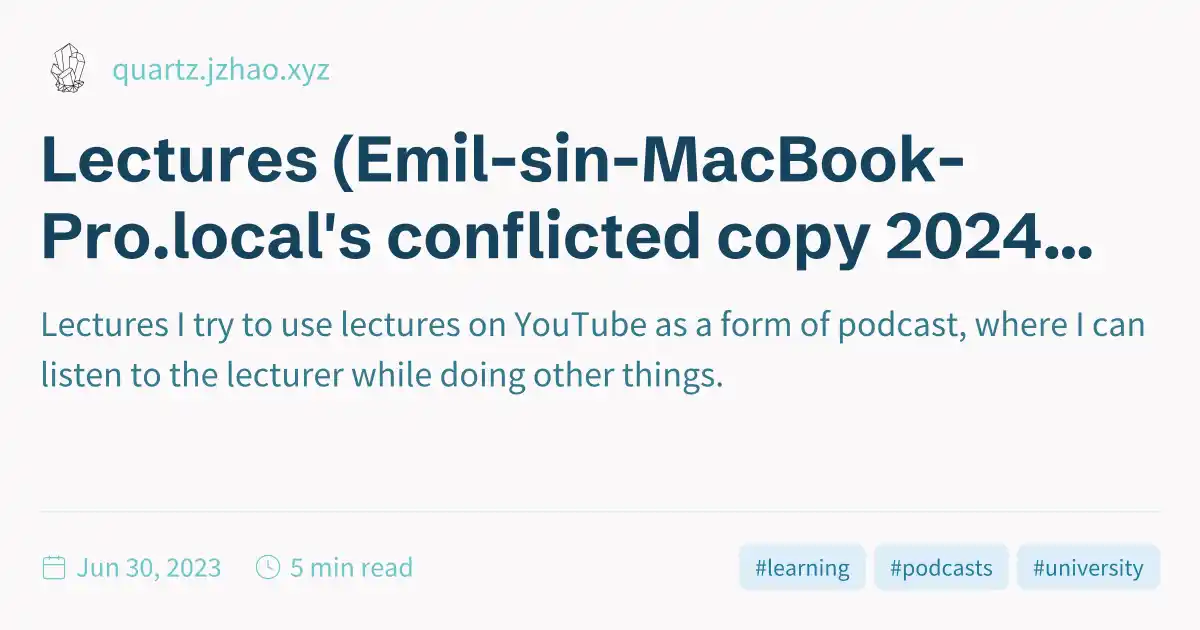 quartz.jzhao.xyz
Lectures (Emil-sin-MacBook-
Pro.local's conflicted copy 2024...
Lectures I try to use lectures on YouTube as a form of podcast, where I can
listen to the lecturer while doing other things.
Jun 30, 2023 5 min read #learning #podcasts #university